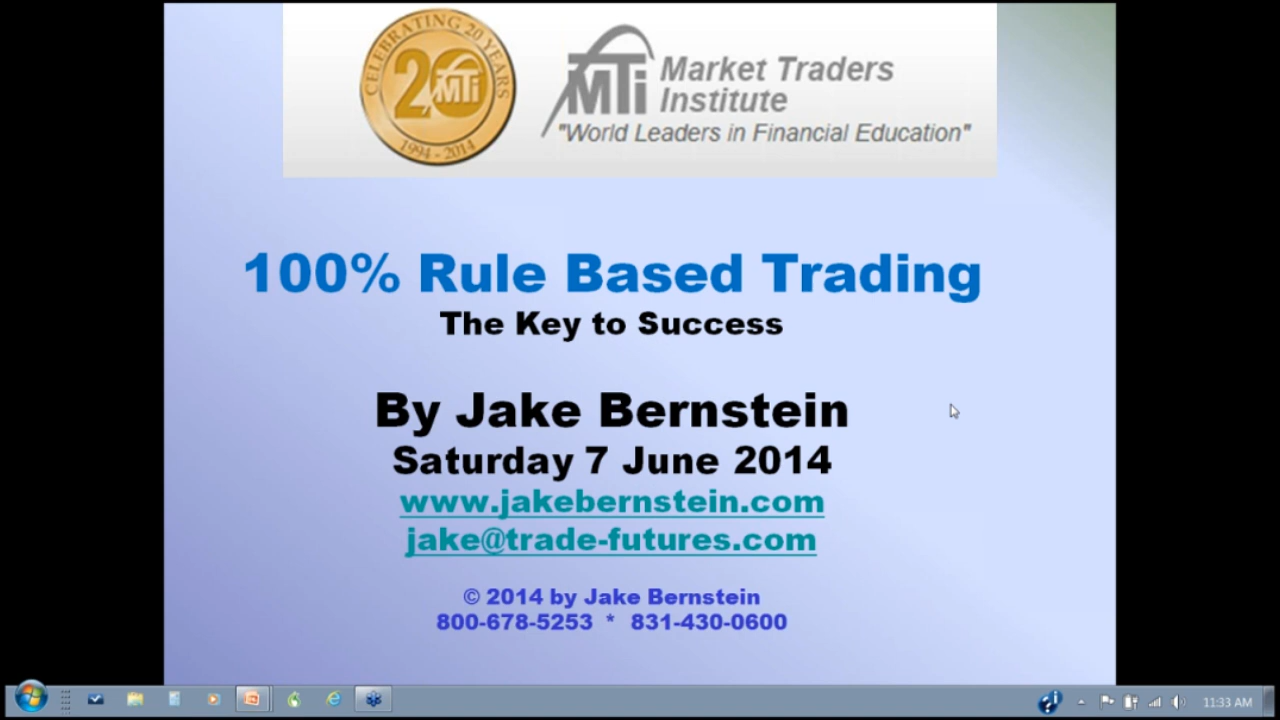 CELEBRATING 20 YEARS
20 MTi
1994 - 2014
MTi
Market Traders
Institute
"World Leaders in Financial Education"
100% Rule Based Trading
The Key to Success
By Jake Bernstein
Saturday 7 June 2014
www.jakebernstein.com
jake@trade-futures.com
© 2014 by Jake Bernstein
800-678-5253 * 831-430-0600
11:33 AM